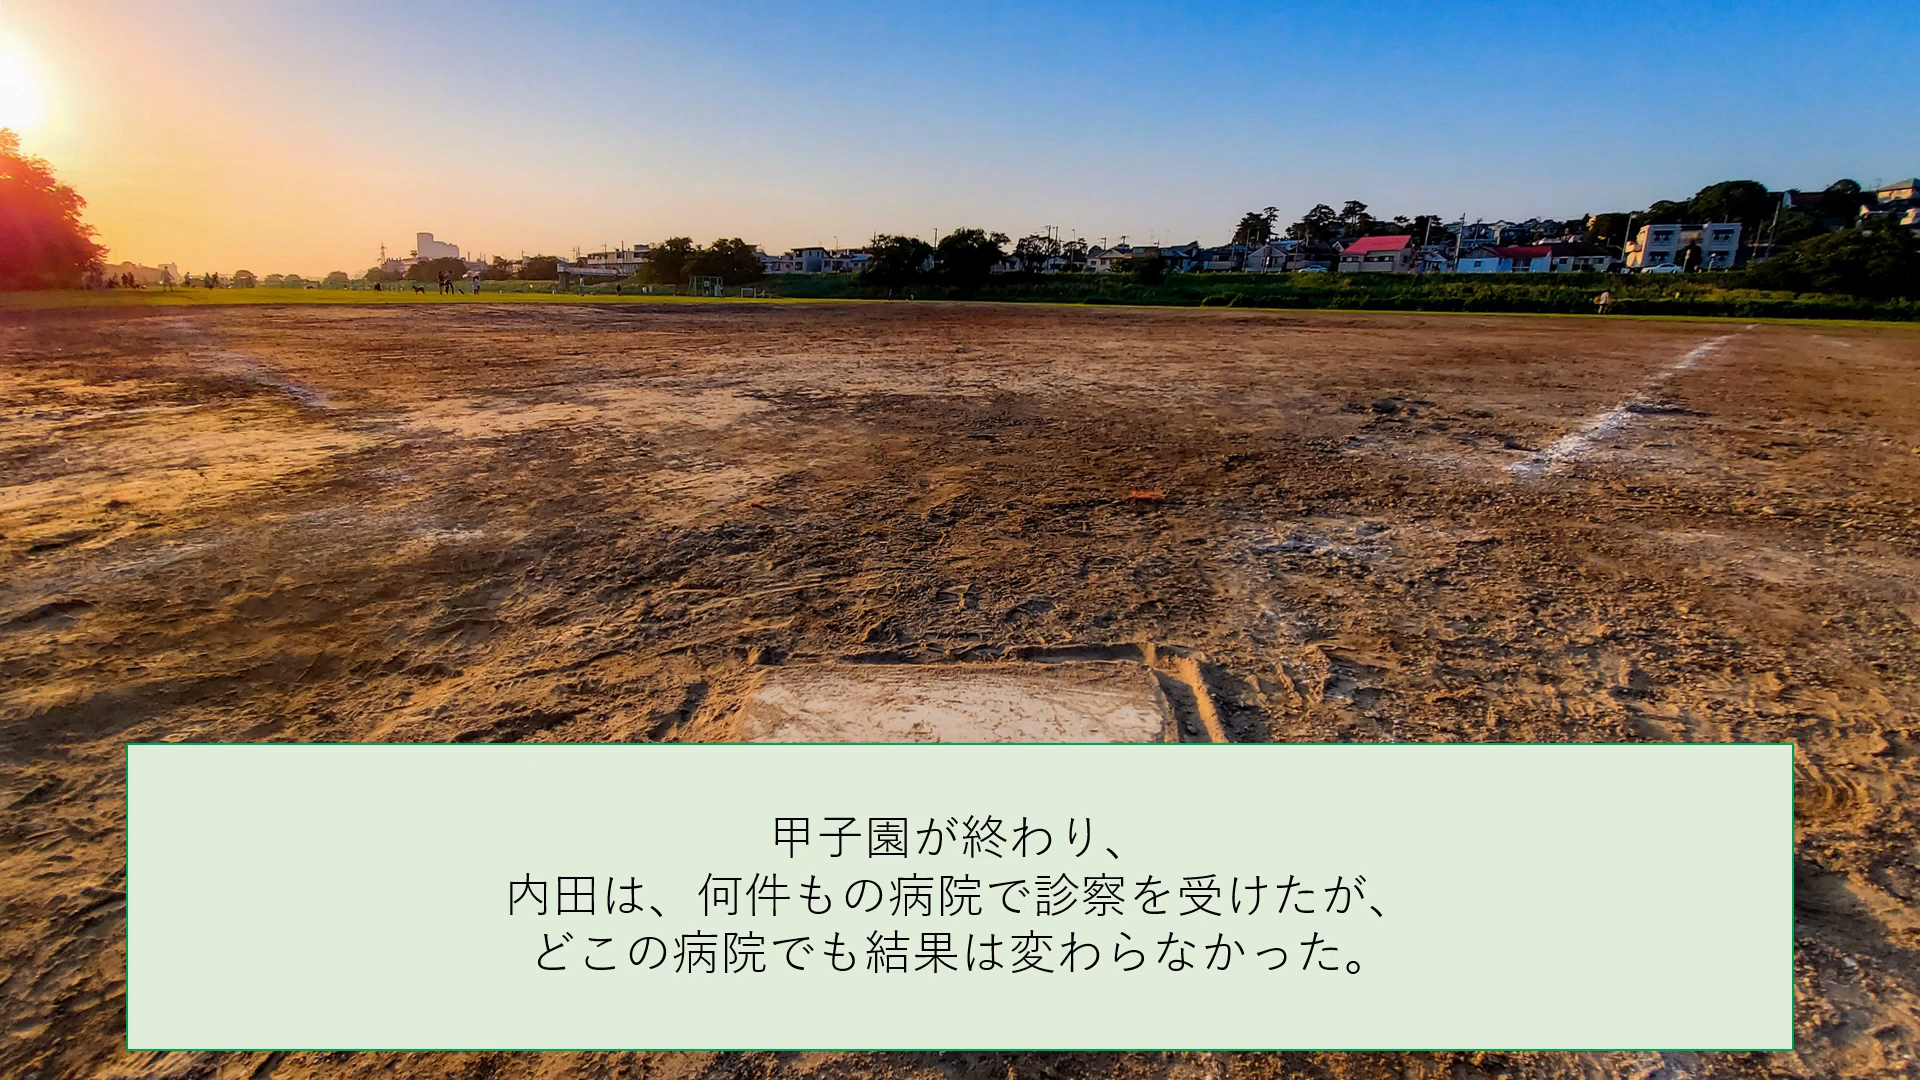 甲子園が終わり、
内田は、何件もの病院で診察を受けたが、
どこの病院でも結果は変わらなかった。